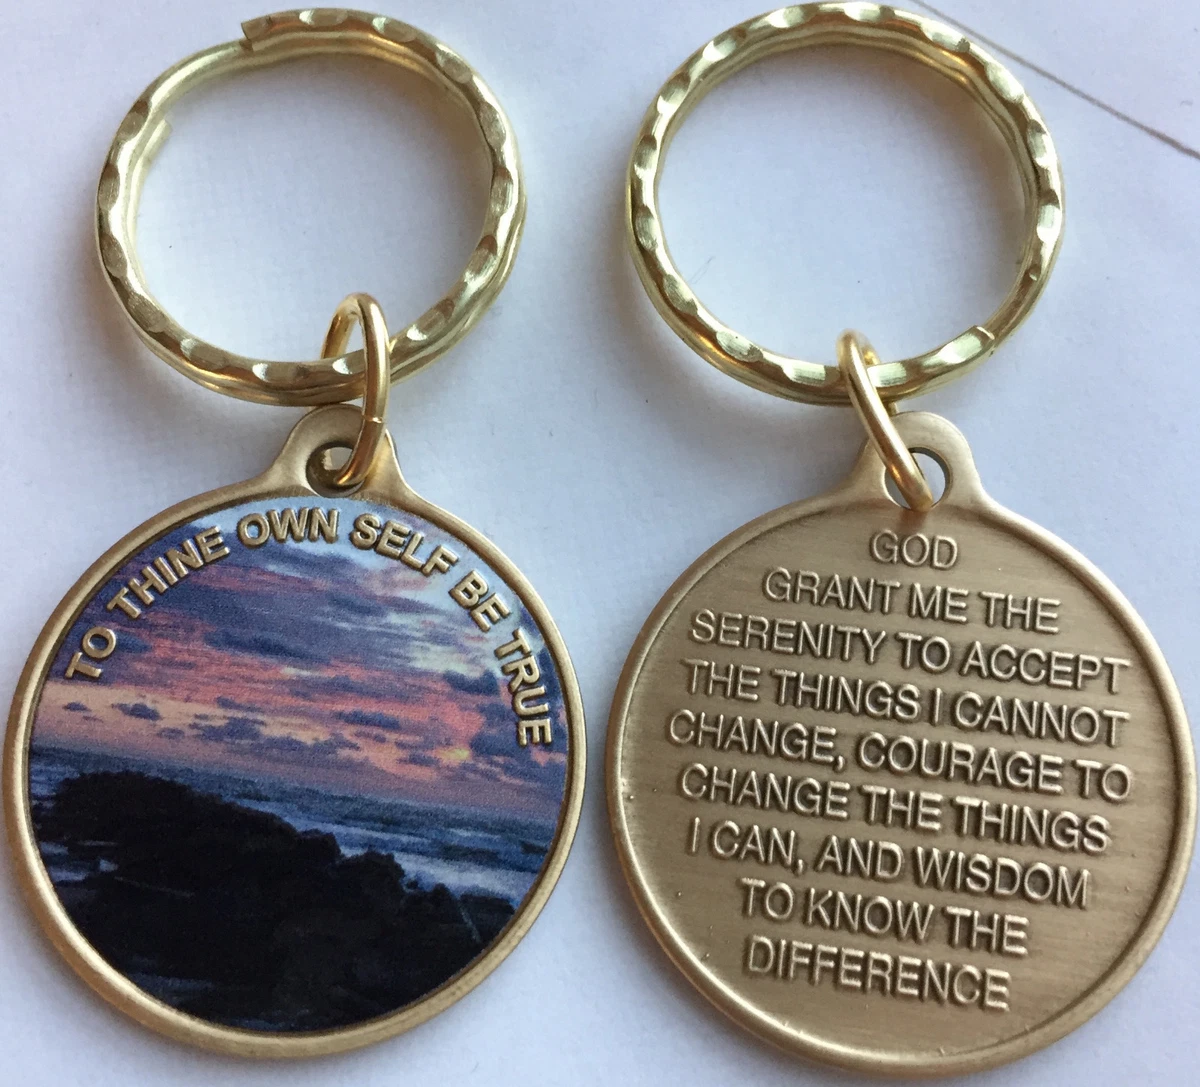 TO THINE OWN SELF BE TRUE
GOD
GRANT ME THE
SERENITY TO ACCEPT
THE THINGS I CANNOT
CHANGE, COURAGE TO
CHANGE THE THINGS
I CAN, AND WISDOM
TO KNOW THE
DIFFERENCE